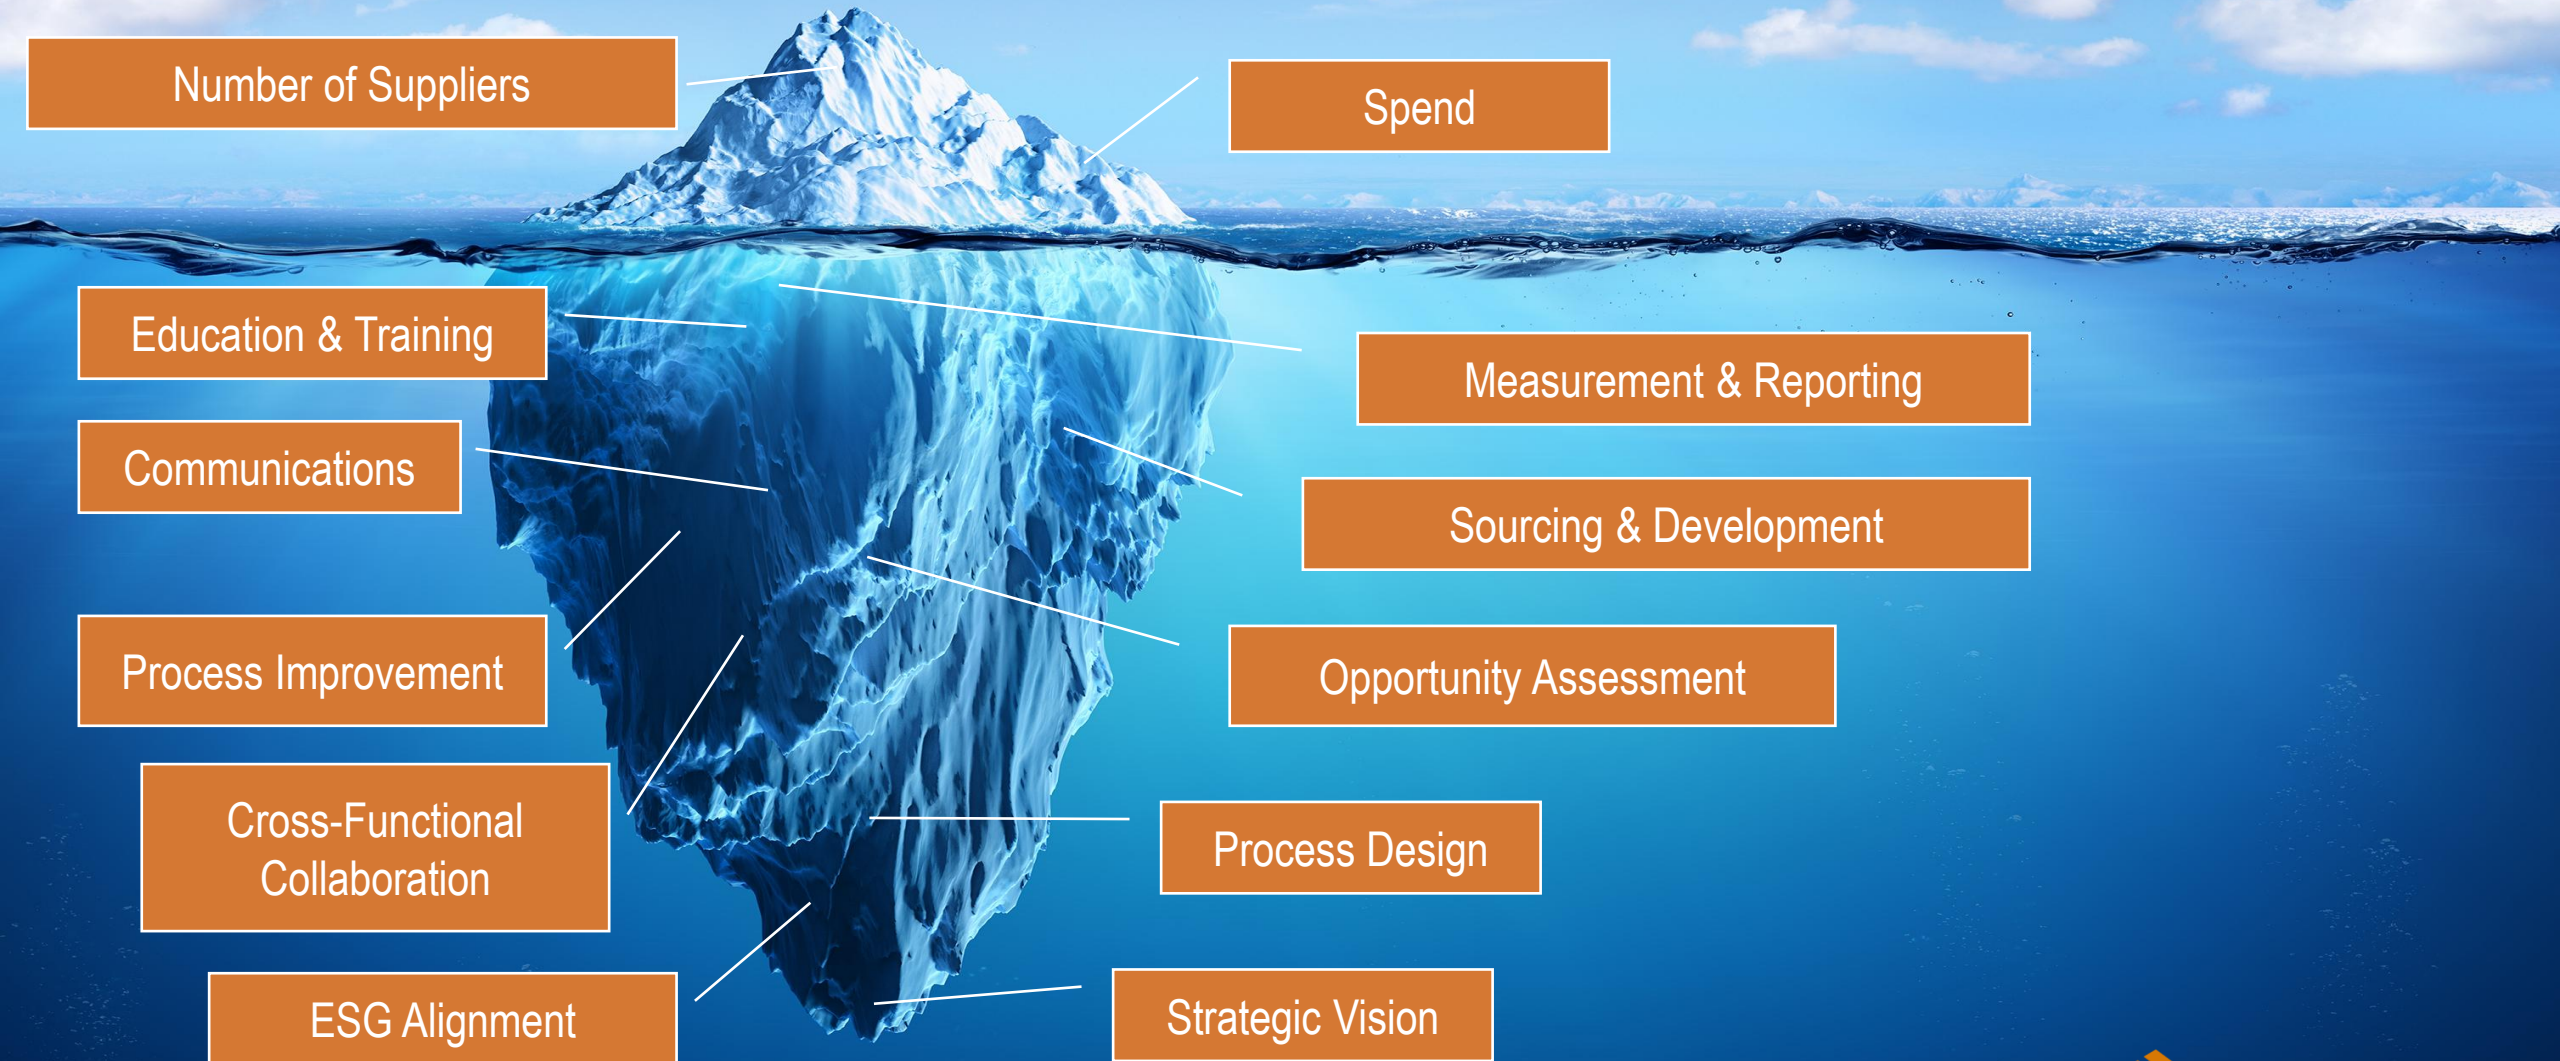 Number of Suppliers
Spend
Education & Training
Measurement & Reporting
Communications
Sourcing & Development
Process Improvement
Opportunity Assessment
Cross-Functional
Collaboration
Process Design
ESG Alignment
Strategic Vision